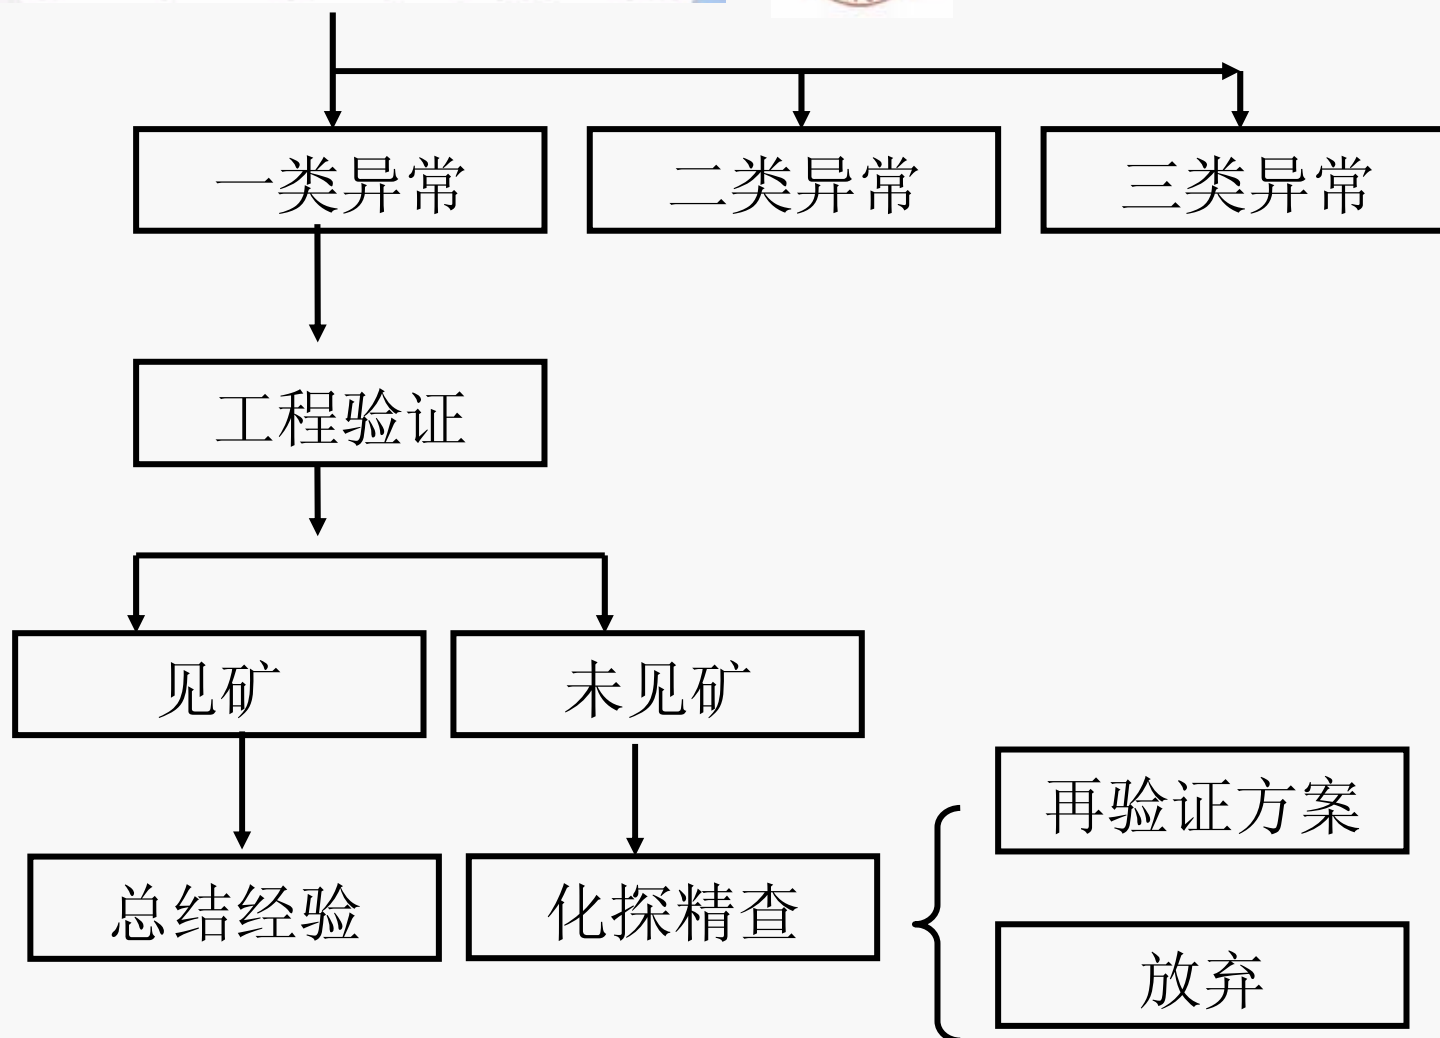 一类异常
二类异常
三类异常
工程验证
见矿
未见矿
再验证方案
总结经验
化探精查
放弃